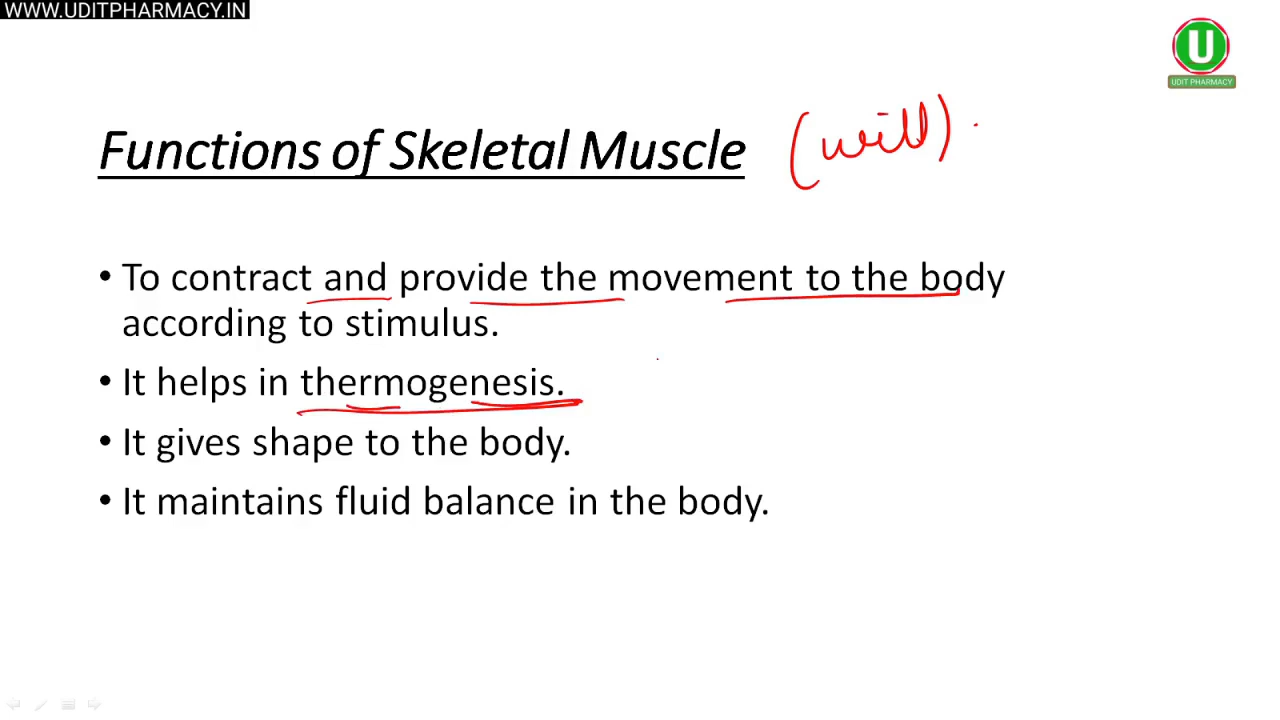 WWW.UDITPHARMACY.IN
U
UDIT PHARMACY
Functions of Skeletal Muscle (will)
• To contract and provide the movement to the body
according to stimulus.
• It helps in thermogenesis.
• It gives shape to the body.
• It maintains fluid balance in the body.